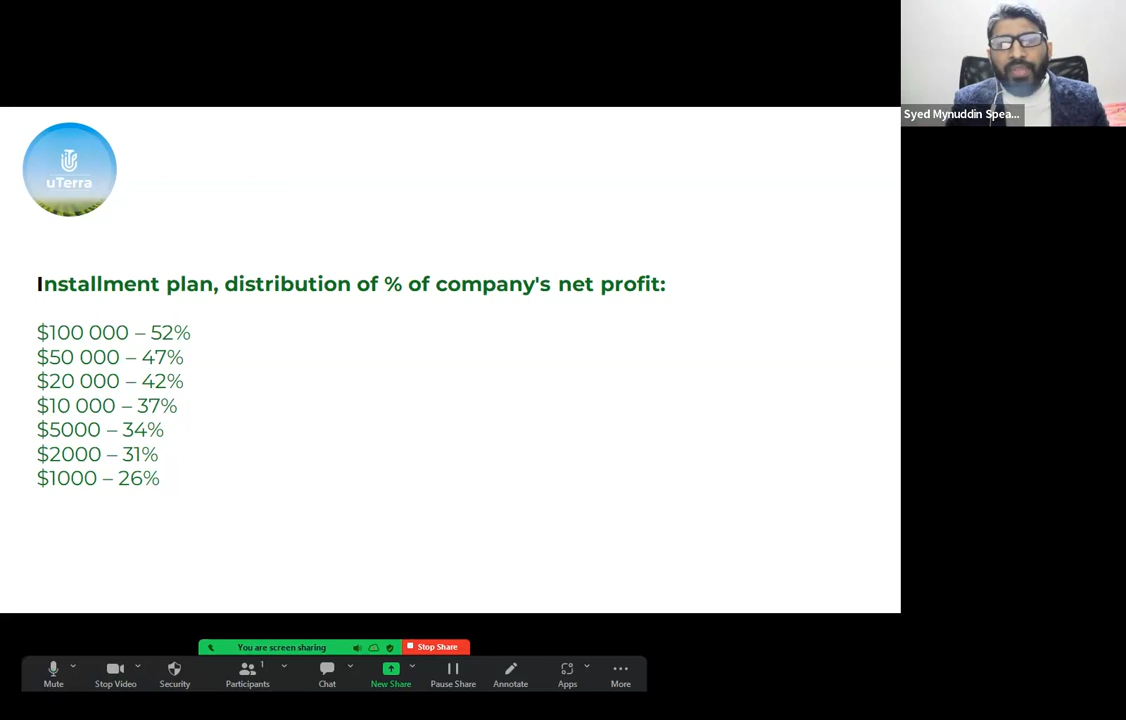 Syed Mynuddin Spea...
uTerra
Installment plan, distribution of % of company's net profit:
$100 000 – 52%
$50 000 – 47%
$20 000 – 42%
$10 000 – 37%
$5000 – 34%
$2000 – 31%
$1000 – 26%
You are screen sharing
Stop Share
Mute
Stop Video
Security
1
Participants
Chat
New Share
Pause Share
Annotate
Apps
More